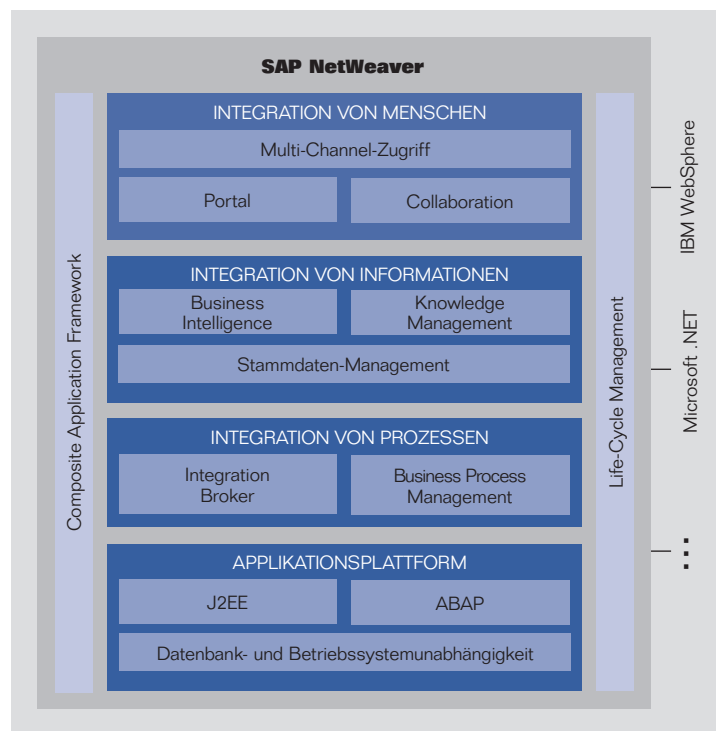 SAP NetWeaver
Composite Application Framework
INTEGRATION VON MENSCHEN
Multi-Channel-Zugriff
Portal
Collaboration
INTEGRATION VON INFORMATIONEN
Business
Intelligence
Knowledge
Management
Stammdaten-Management
INTEGRATION VON PROZESSEN
Integration
Broker
Business Process
Management
APPLIKATIONSPLATTFORM
J2EE
ABAP
Datenbank- und Betriebssystemunabhängigkeit
Life-Cycle Management
IBM WebSphere
Microsoft .NET
...